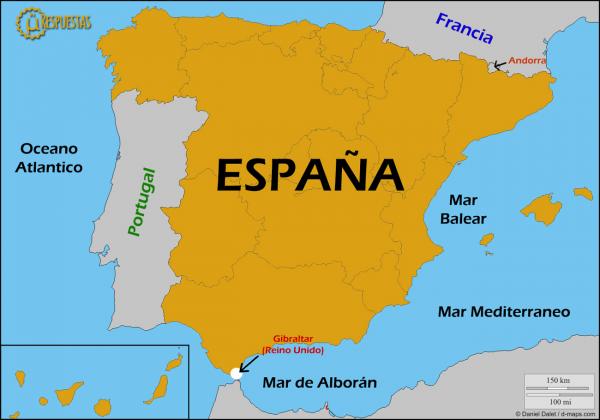 LAS RESPUESTAS
Francia
Andorra
Oceano
Atlantico
Portugal
ESPAÑA
Mar
Balear
Mar Mediterraneo
Gibraltar
(Reino Unido)
Mar de Alborán
150 km
100 mi
© Daniel Dalet / d-maps.com